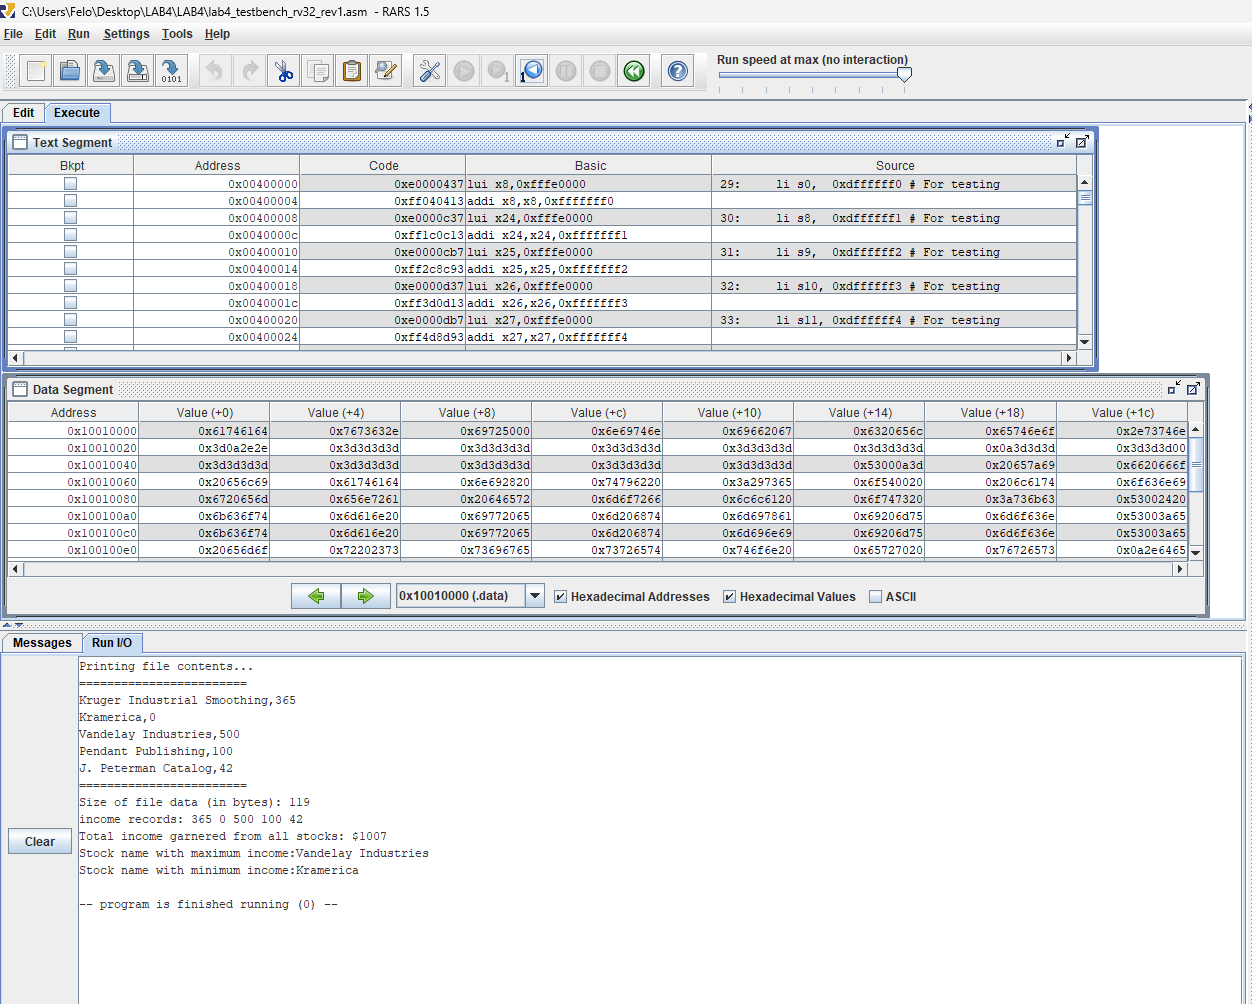 C:\Users\Felo\Desktop\LAB4\LAB4\lab4_testbench_rv32_rev1.asm - RARS 1.5
File Edit Run Settings Tools Help
Run speed at max (no interaction)
Edit Execute
Text Segment
Bkpt Address Code Basic Source
0x00400000 0xe0000437 lui x8,0xfffe0000 29: li s0, 0xdffffff0 # For testing
0x00400004 0xff040413 addi x8,x8,0xfffffff0
0x00400008 0xe0000c37 lui x24,0xfffe0000 30: li s8, 0xdffffff1 # For testing
0x0040000c 0xff1c0c13 addi x24,x24,0xfffffff1
0x00400010 0xe0000cb7 lui x25,0xfffe0000 31: li s9, 0xdffffff2 # For testing
0x00400014 0xff2c8c93 addi x25,x25,0xfffffff2
0x00400018 0xe0000d37 lui x26,0xfffe0000 32: li s10, 0xdffffff3 # For testing
0x0040001c 0xff3d0d13 addi x26,x26,0xfffffff3
0x00400020 0xe0000db7 lui x27,0xfffe0000 33: li s11, 0xdffffff4 # For testing
0x00400024 0xff4d8d93 addi x27,x27,0xfffffff4
Data Segment
Address Value (+0) Value (+4) Value (+8) Value (+c) Value (+10) Value (+14) Value (+18) Value (+1c)
0x10010000 0x61746164 0x7673632e 0x69725000 0x6e69746e 0x69662067 0x6320656c 0x65746e6f 0x2e73746e
0x10010020 0x3d0a2e2e 0x3d3d3d3d 0x3d3d3d3d 0x3d3d3d3d 0x3d3d3d3d 0x3d3d3d3d 0x0a3d3d3d 0x3d3d3d00
0x10010040 0x3d3d3d3d 0x3d3d3d3d 0x3d3d3d3d 0x3d3d3d3d 0x3d3d3d3d 0x53000a3d 0x20657a69 0x6620666f
0x10010060 0x20656c69 0x61746164 0x6e692820 0x74796220 0x3a297365 0x6f540020 0x206c6174 0x6f636e69
0x10010080 0x6720656d 0x656e7261 0x20646572 0x6d6f7266 0x6c6c6120 0x6f747320 0x3a736b63 0x53002420
0x100100a0 0x6b636f74 0x6d616e20 0x69772065 0x6d206874 0x6d697861 0x69206d75 0x6d6f636e 0x53003a65
0x100100c0 0x6b636f74 0x6d616e20 0x69772065 0x6d206874 0x6d696e69 0x69206d75 0x6d6f636e 0x53003a65
0x100100e0 0x20656d6f 0x72202373 0x73696765 0x73726574 0x746f6e20 0x65727020 0x76726573 0x0a2e6465
0x10010000 (.data) Hexadecimal Addresses Hexadecimal Values ASCII
Messages Run I/O
Clear
Printing file contents...
========================
Kruger Industrial Smoothing,365
Kramerica,0
Vandelay Industries,500
Pendant Publishing,100
J. Peterman Catalog,42
========================
Size of file data (in bytes): 119
income records: 365 0 500 100 42
Total income garnered from all stocks: $1007
Stock name with maximum income:Vandelay Industries
Stock name with minimum income:Kramerica
-- program is finished running (0) --